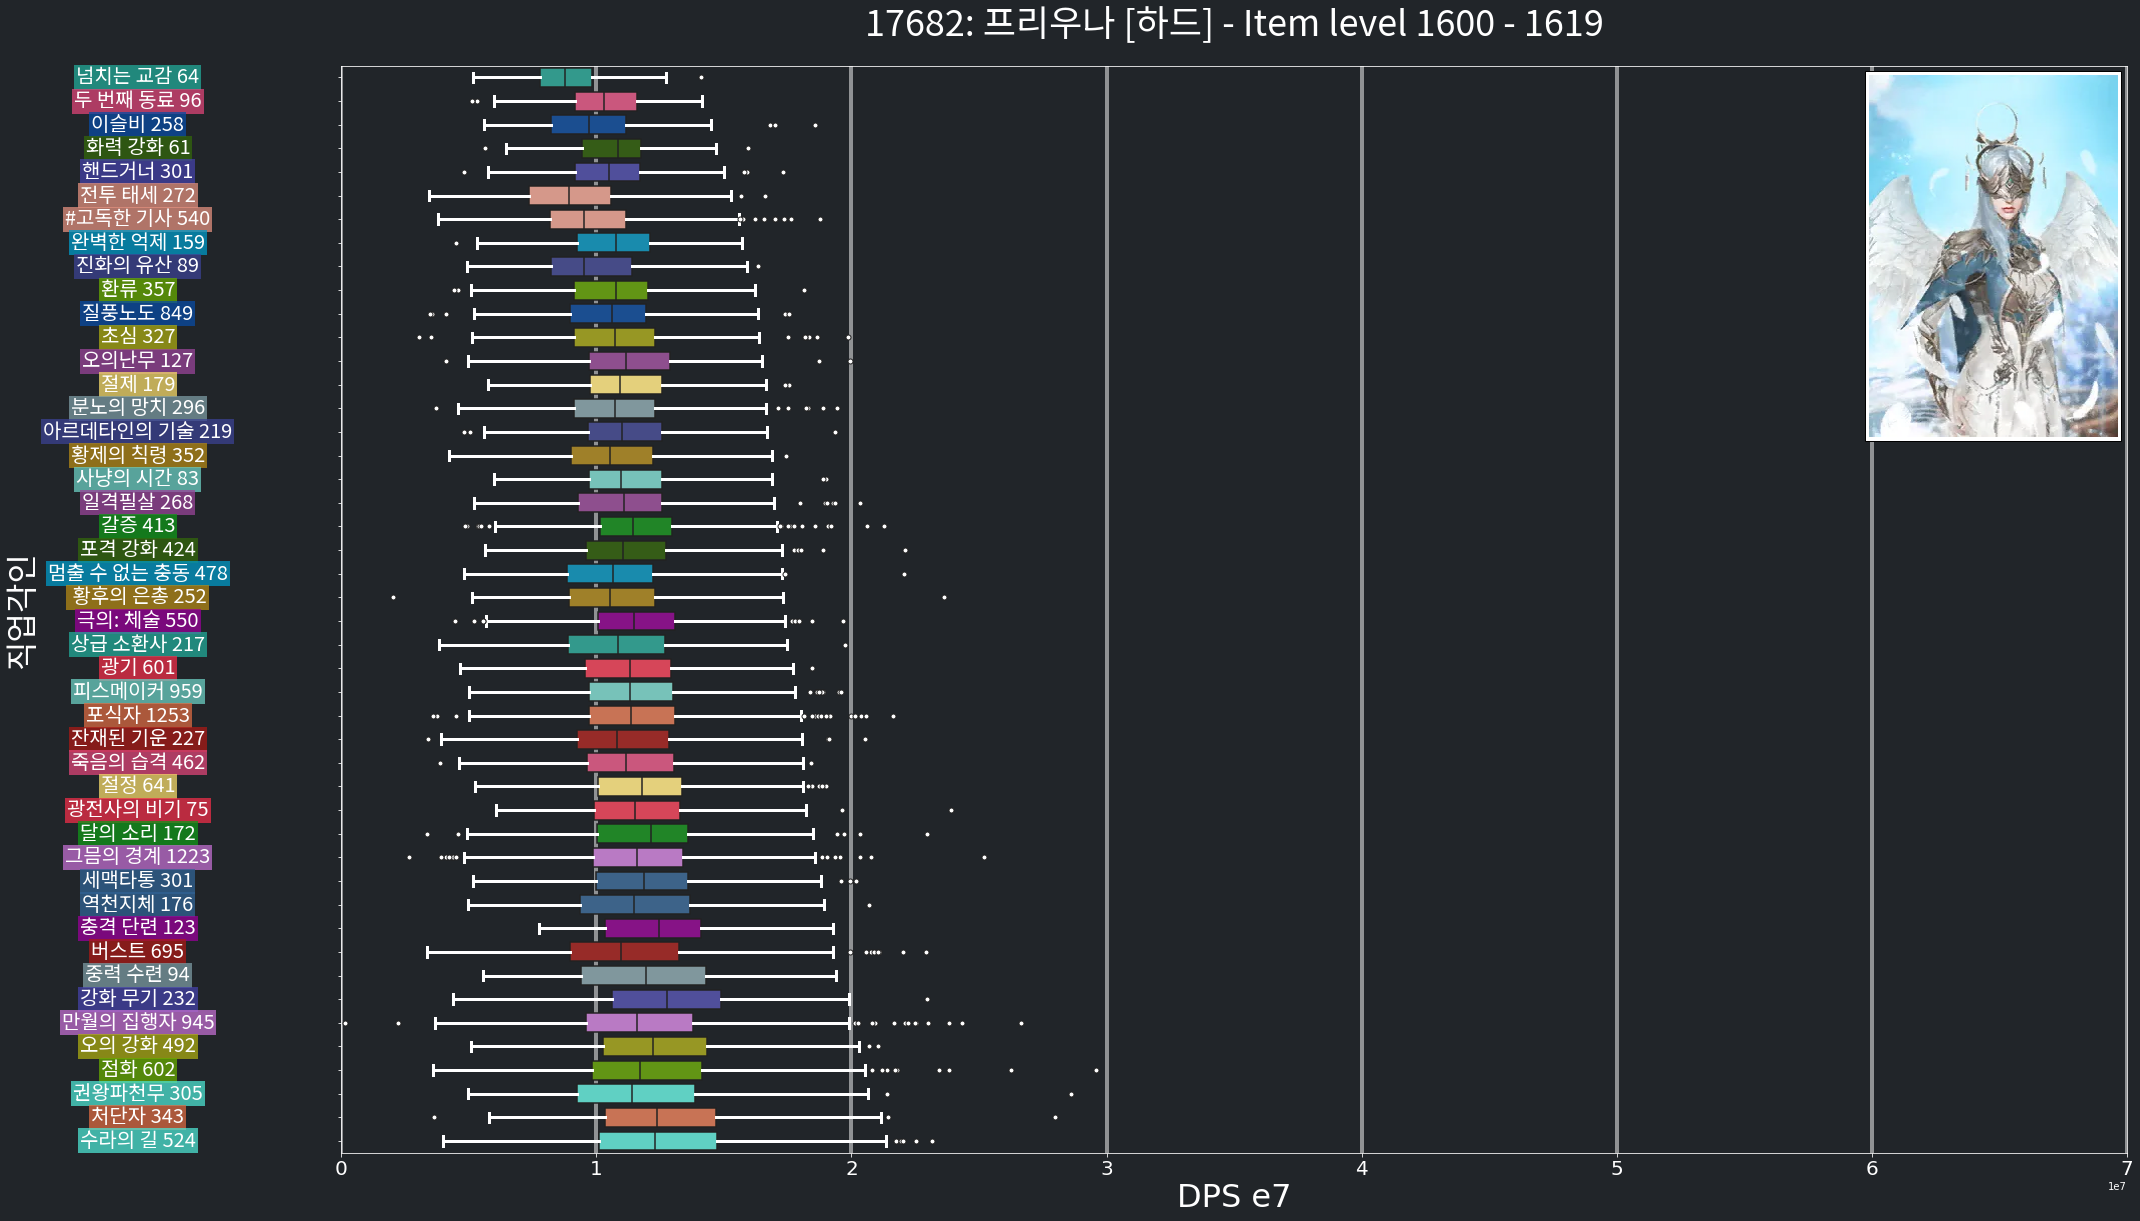 17682: 프리우나 [하드] - Item level 1600 - 1619
직업각인
넘치는 교감 64
두 번째 동료 96
이슬비 258
화력 강화 61
핸드거너 301
전투 태세 272
#고독한 기사 540
완벽한 억제 159
진화의 유산 89
환류 357
질풍노도 849
초심 327
오의난무 127
절제 179
분노의 망치 296
아르데타인의 기술 219
황제의 칙령 352
사냥의 시간 83
일격필살 268
갈증 413
포격 강화 424
멈출 수 없는 충동 478
황후의 은총 252
극의: 체술 550
상급 소환사 217
광기 601
피스메이커 959
포식자 1253
잔재된 기운 227
죽음의 습격 462
절정 641
광전사의 비기 75
달의 소리 172
그믐의 경계 1223
세맥타통 301
역천지체 176
충격 단련 123
버스트 695
중력 수련 94
강화 무기 232
만월의 집행자 945
오의 강화 492
점화 602
권왕파천무 305
처단자 343
수라의 길 524
0 1 2 3 4 5 6 7
1e7
DPS e7